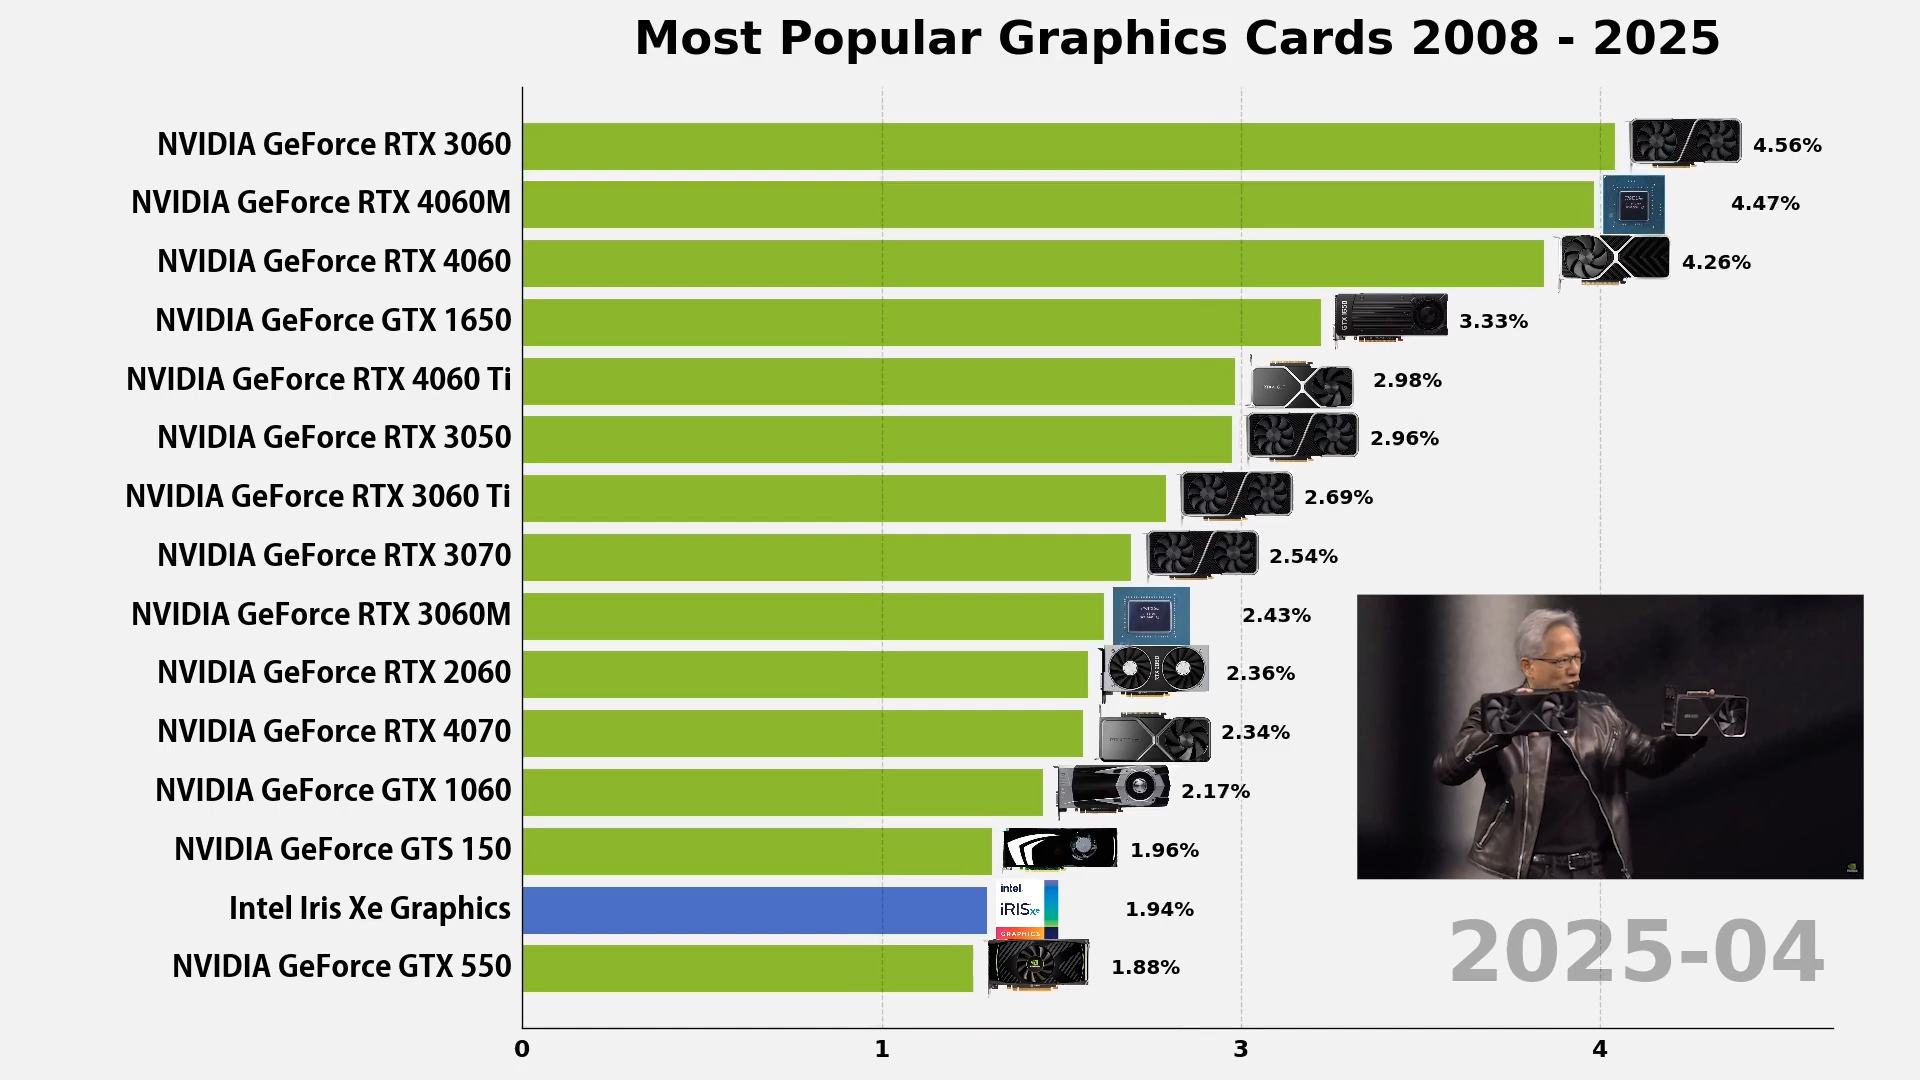 Most Popular Graphics Cards 2008 - 2025
NVIDIA GeForce RTX 3060 4.56%
NVIDIA GeForce RTX 4060M 4.47%
NVIDIA GeForce RTX 4060 4.26%
NVIDIA GeForce GTX 1650 GTX 1650 3.33%
NVIDIA GeForce RTX 4060 Ti 2.98%
NVIDIA GeForce RTX 3050 2.96%
NVIDIA GeForce RTX 3060 Ti 2.69%
NVIDIA GeForce RTX 3070 2.54%
NVIDIA GeForce RTX 3060M 2.43%
NVIDIA GeForce RTX 2060 2.36%
NVIDIA GeForce RTX 4070 2.34%
NVIDIA GeForce GTX 1060 2.17%
NVIDIA GeForce GTS 150 1.96%
intel
Intel Iris Xe Graphics iRISxe 1.94%
GRAPHICS
NVIDIA GeForce GTX 550 1.88%
2025-04
0 1 3 4